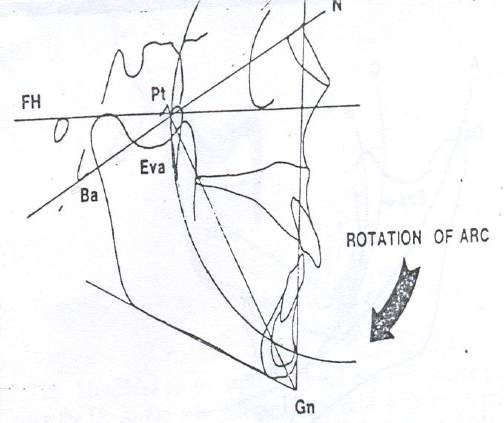 N
FH
Pt
Eva
Ba
ROTATION OF ARC
Gn